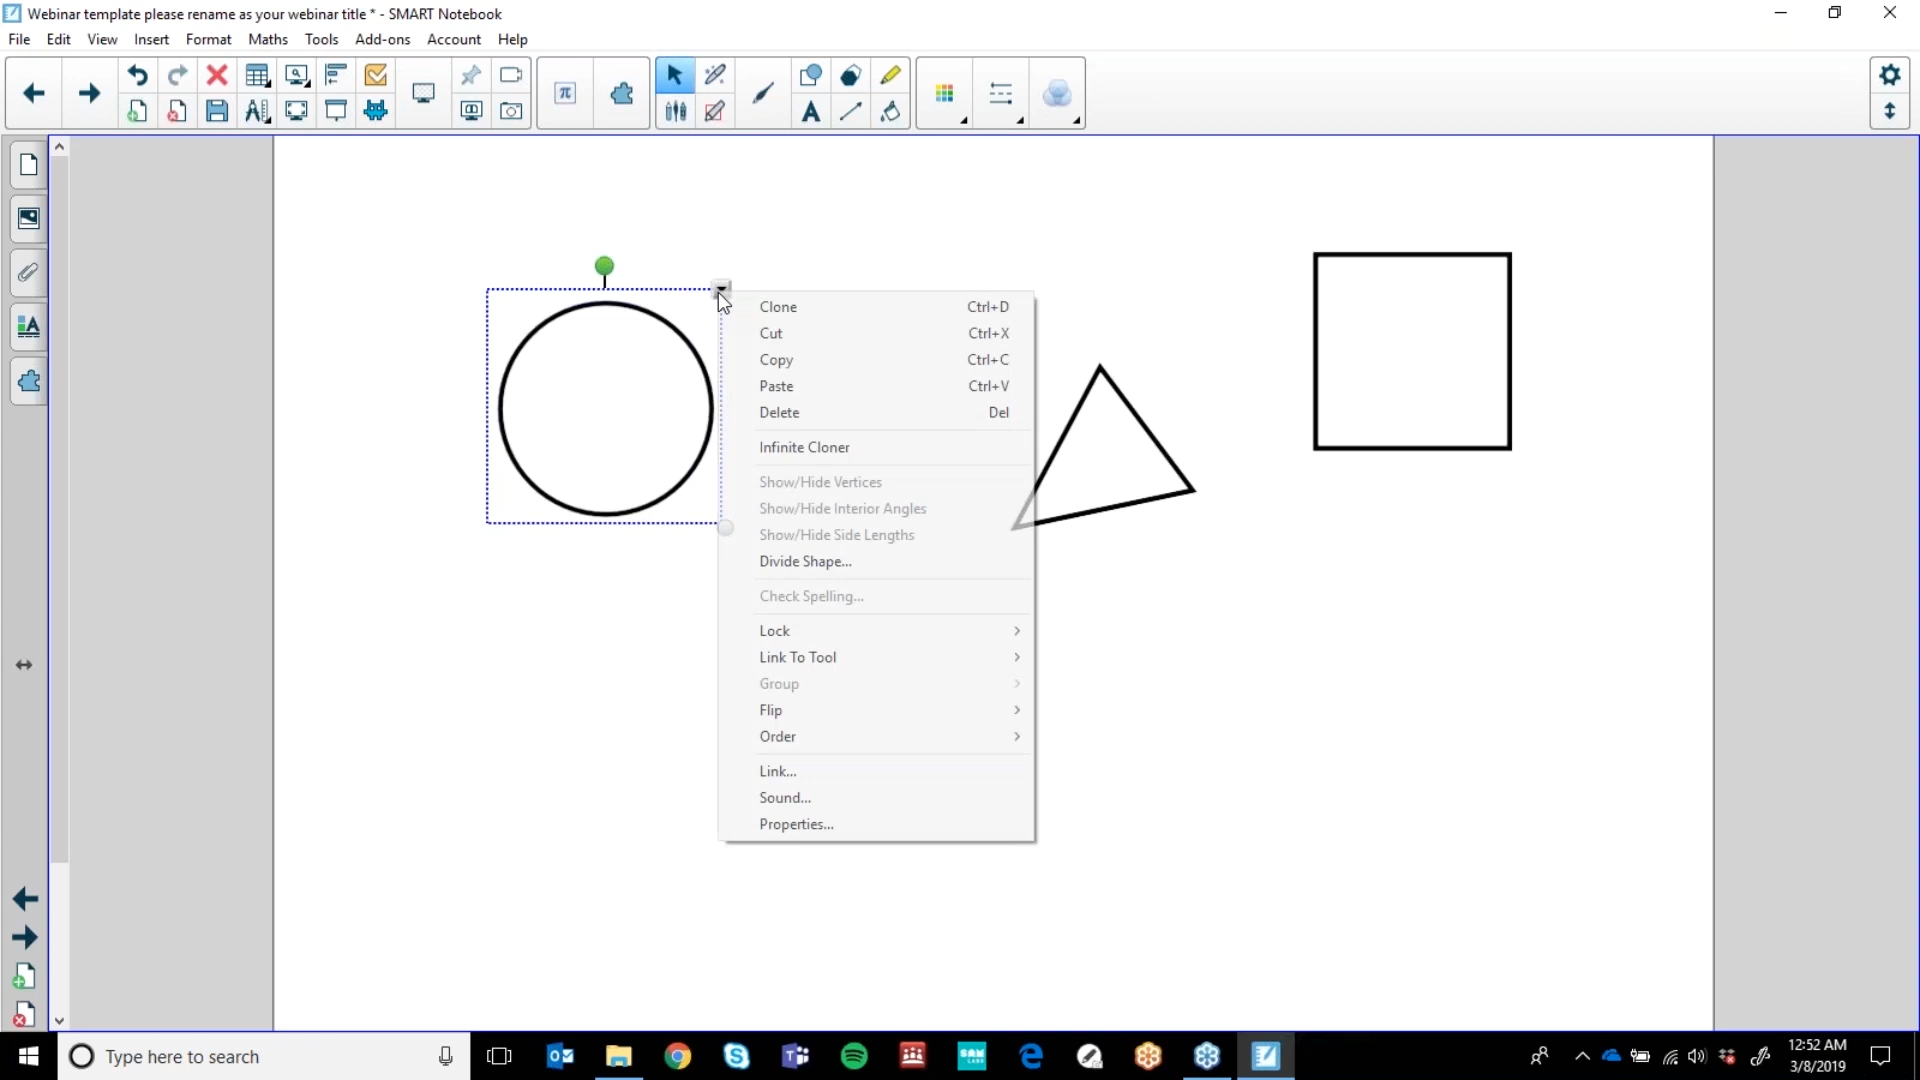 Webinar template please rename as your webinar title * - SMART Notebook
File Edit View Insert Format Maths Tools Add-ons Account Help
π
A
A
Clone Ctrl+D
Cut Ctrl+X
Copy Ctrl+C
Paste Ctrl+V
Delete Del
Infinite Cloner
Show/Hide Vertices
Show/Hide Interior Angles
Show/Hide Side Lengths
Divide Shape...
Check Spelling...
Lock
Link To Tool
Group
Flip
Order
Link...
Sound...
Properties...
Type here to search
SAM
LABS
12:52 AM
3/8/2019